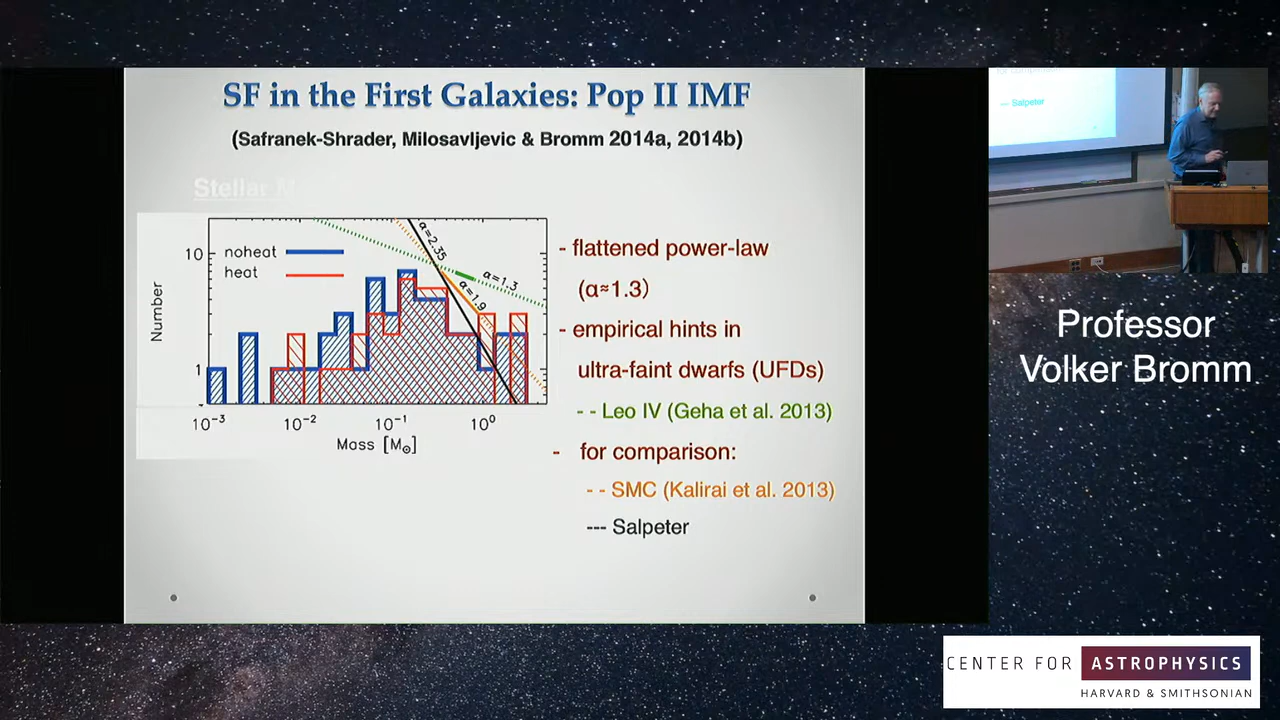 SF in the First Galaxies: Pop II IMF
(Safranek-Shrader, Milosavljevic & Bromm 2014a, 2014b)
Stellar M
noheat
heat
α=2.35
α=1.3
α=1.9
10
1
Number
10⁻³ 10⁻² 10⁻¹ 10⁰
Mass [M☉]
- flattened power-law
(α≈1.3)
- empirical hints in
ultra-faint dwarfs (UFDs)
- - Leo IV (Geha et al. 2013)
- for comparison:
- - SMC (Kalirai et al. 2013)
--- Salpeter
--- Salpeter
Professor
Volker Bromm
CENTER FOR ASTROPHYSICS
HARVARD & SMITHSONIAN